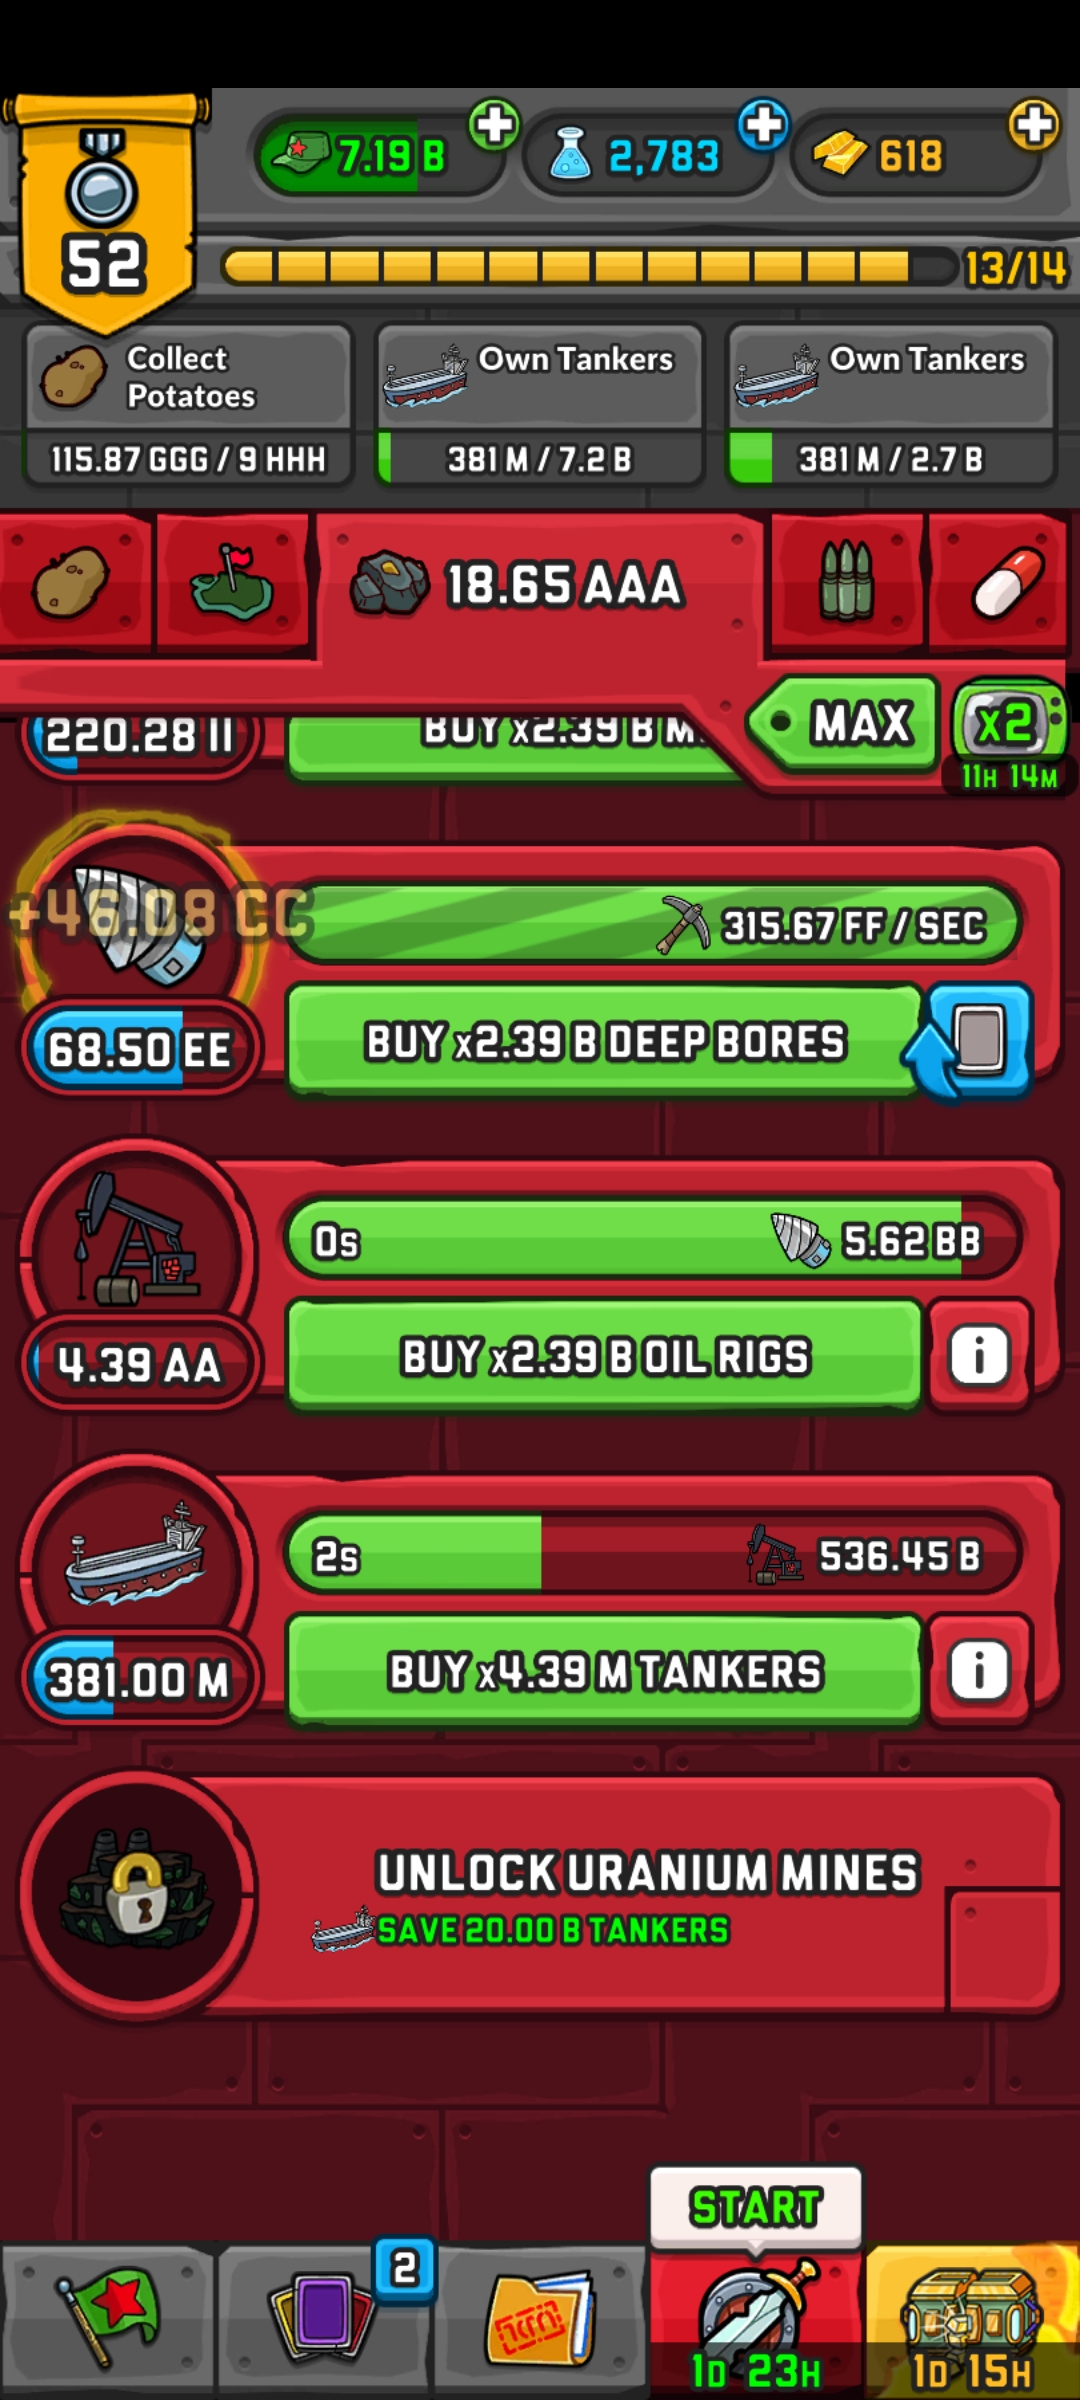 7.19 B
2,783
618
52
13/14
Collect
Potatoes
115.87 GGG / 9 HHH
Own Tankers
381 M / 7.2 B
Own Tankers
381 M / 2.7 B
18.65 AAA
MAX
x2
11H 14M
220.28 II
BUY x2.39 B M
+46.08 CC
315.67 FF / SEC
68.50 EE
BUY x2.39 B DEEP BORES
0s
5.62 BB
4.39 AA
BUY x2.39 B OIL RIGS
i
2s
536.45 B
381.00 M
BUY x4.39 M TANKERS
i
UNLOCK URANIUM MINES
SAVE 20.00 B TANKERS
START
2
1D 23H
1D 15H